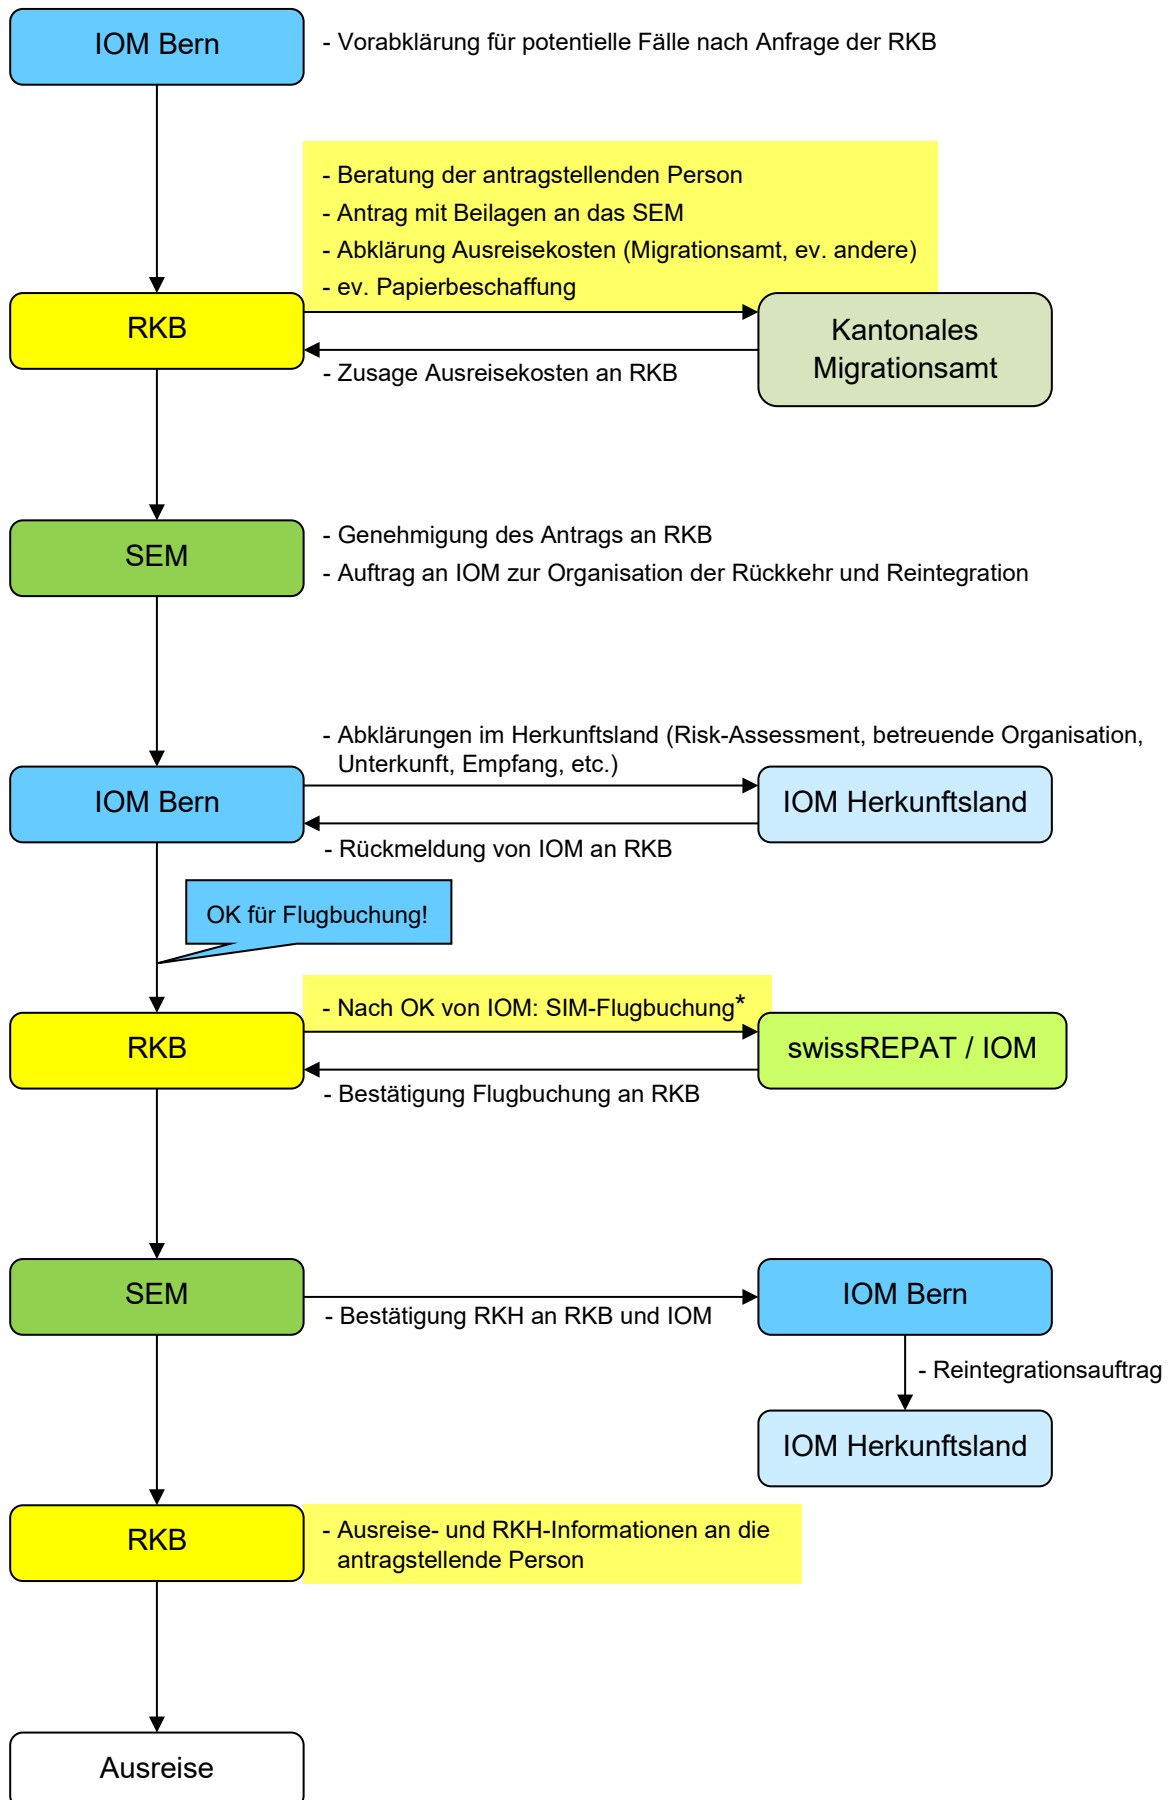 IOM Bern
- Vorabklärung für potentielle Fälle nach Anfrage der RKB
- Beratung der antragstellenden Person
- Antrag mit Beilagen an das SEM
- Abklärung Ausreisekosten (Migrationsamt, ev. andere)
- ev. Papierbeschaffung
RKB
Kantonales
Migrationsamt
- Zusage Ausreisekosten an RKB
SEM
- Genehmigung des Antrags an RKB
- Auftrag an IOM zur Organisation der Rückkehr und Reintegration
- Abklärungen im Herkunftsland (Risk-Assessment, betreuende Organisation,
Unterkunft, Empfang, etc.)
IOM Bern
IOM Herkunftsland
- Rückmeldung von IOM an RKB
OK für Flugbuchung!
- Nach OK von IOM: SIM-Flugbuchung*
RKB
swissREPAT / IOM
- Bestätigung Flugbuchung an RKB
SEM
IOM Bern
- Bestätigung RKH an RKB und IOM
- Reintegrationsauftrag
IOM Herkunftsland
RKB
- Ausreise- und RKH-Informationen an die
antragstellende Person
Ausreise